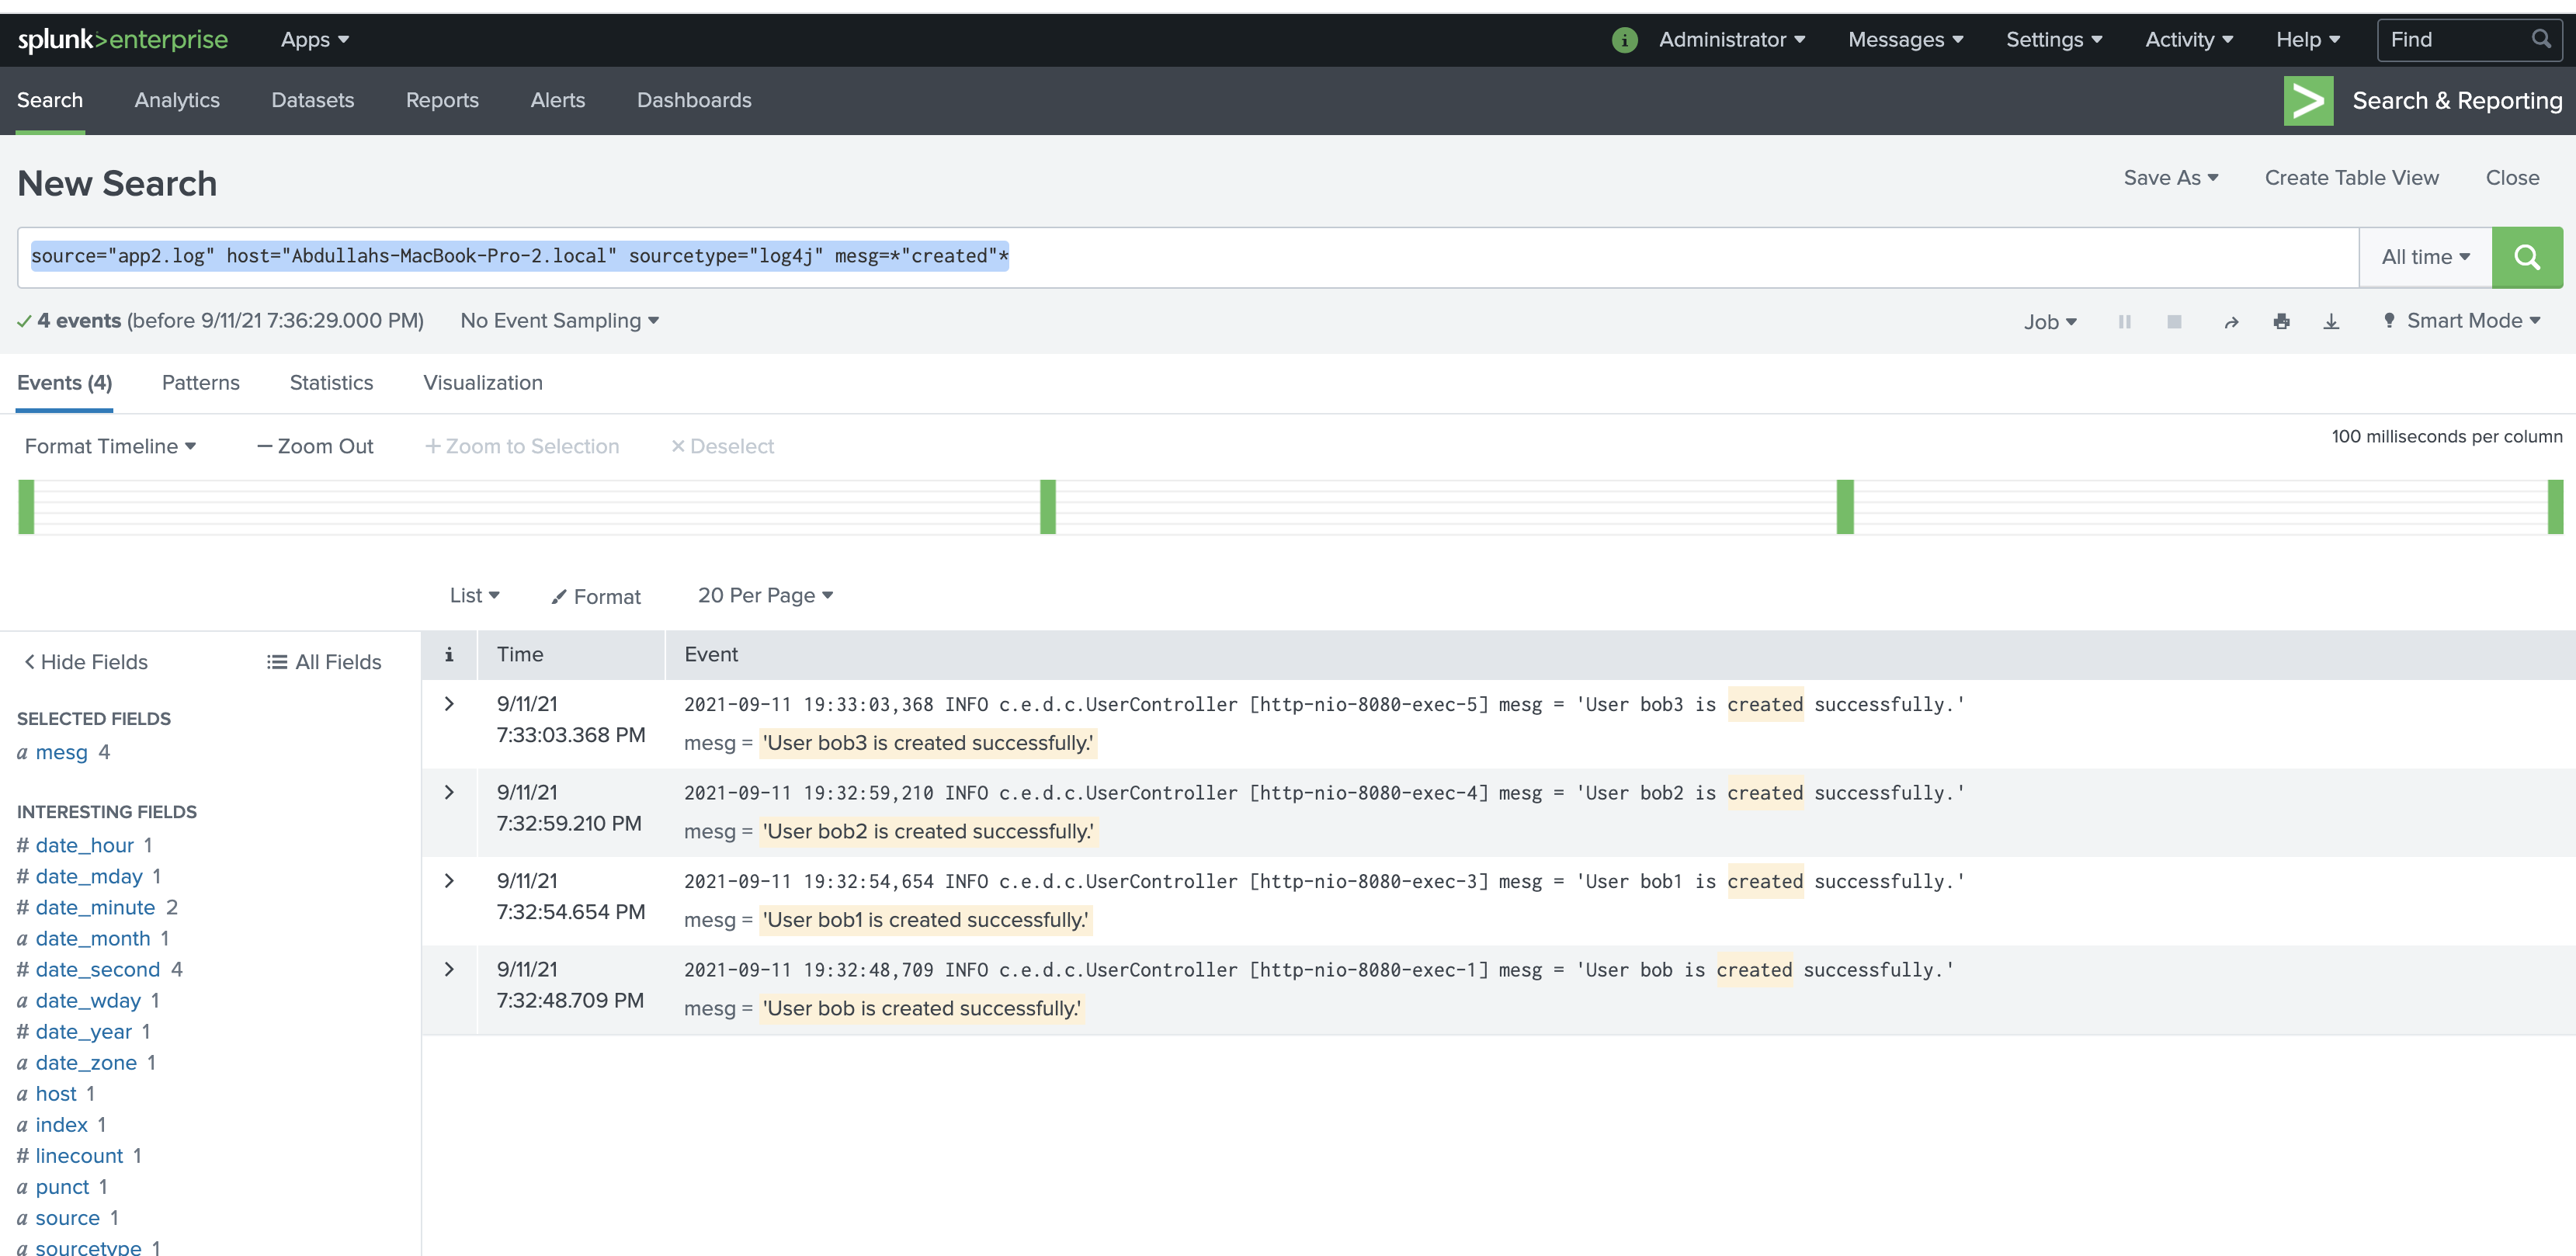 splunk>enterprise Apps i Administrator Messages Settings Activity Help Find
Search Analytics Datasets Reports Alerts Dashboards Search & Reporting
New Search Save As Create Table View Close
source="app2.log" host="Abdullahs-MacBook-Pro-2.local" sourcetype="log4j" mesg=*"created"* All time
4 events (before 9/11/21 7:36:29.000 PM) No Event Sampling Job Smart Mode
Events (4) Patterns Statistics Visualization
Format Timeline — Zoom Out + Zoom to Selection × Deselect 100 milliseconds per column
List Format 20 Per Page
< Hide Fields All Fields
SELECTED FIELDS
a mesg 4
INTERESTING FIELDS
# date_hour 1
# date_mday 1
# date_minute 2
a date_month 1
# date_second 4
a date_wday 1
# date_year 1
a date_zone 1
a host 1
a index 1
# linecount 1
a punct 1
a source 1
a sourcetype 1
i Time Event
> 9/11/21 2021-09-11 19:33:03,368 INFO c.e.d.c.UserController [http-nio-8080-exec-5] mesg = 'User bob3 is created successfully.'
7:33:03.368 PM mesg = 'User bob3 is created successfully.'
> 9/11/21 2021-09-11 19:32:59,210 INFO c.e.d.c.UserController [http-nio-8080-exec-4] mesg = 'User bob2 is created successfully.'
7:32:59.210 PM mesg = 'User bob2 is created successfully.'
> 9/11/21 2021-09-11 19:32:54,654 INFO c.e.d.c.UserController [http-nio-8080-exec-3] mesg = 'User bob1 is created successfully.'
7:32:54.654 PM mesg = 'User bob1 is created successfully.'
> 9/11/21 2021-09-11 19:32:48,709 INFO c.e.d.c.UserController [http-nio-8080-exec-1] mesg = 'User bob is created successfully.'
7:32:48.709 PM mesg = 'User bob is created successfully.'